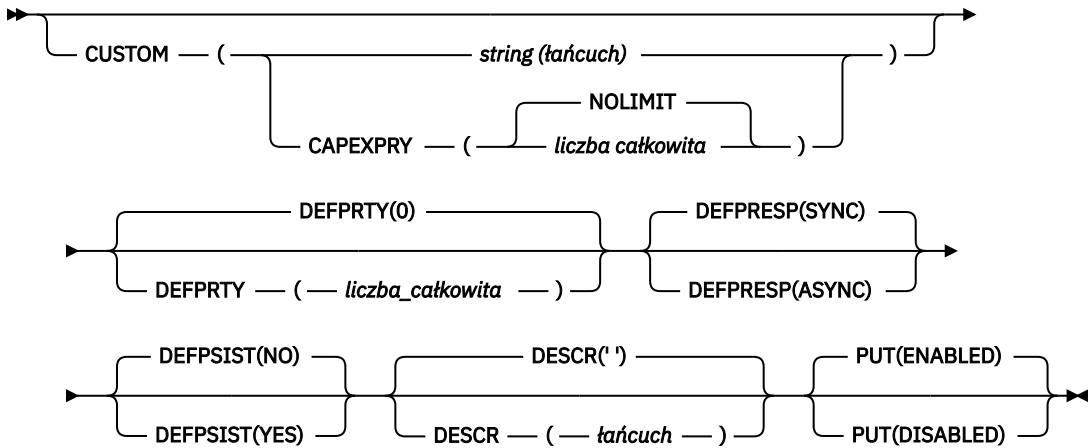 CUSTOM ( string (łańcuch) )
NOLIMIT
CAPEXPRY ( liczba całkowita )
DEFPRTY(0) DEFPRESP(SYNC)
DEFPRTY ( liczba_całkowita ) DEFPRESP(ASYNC)
DEFPSIST(NO) DESCR(' ') PUT(ENABLED)
DEFPSIST(YES) DESCR ( łańcuch ) PUT(DISABLED)